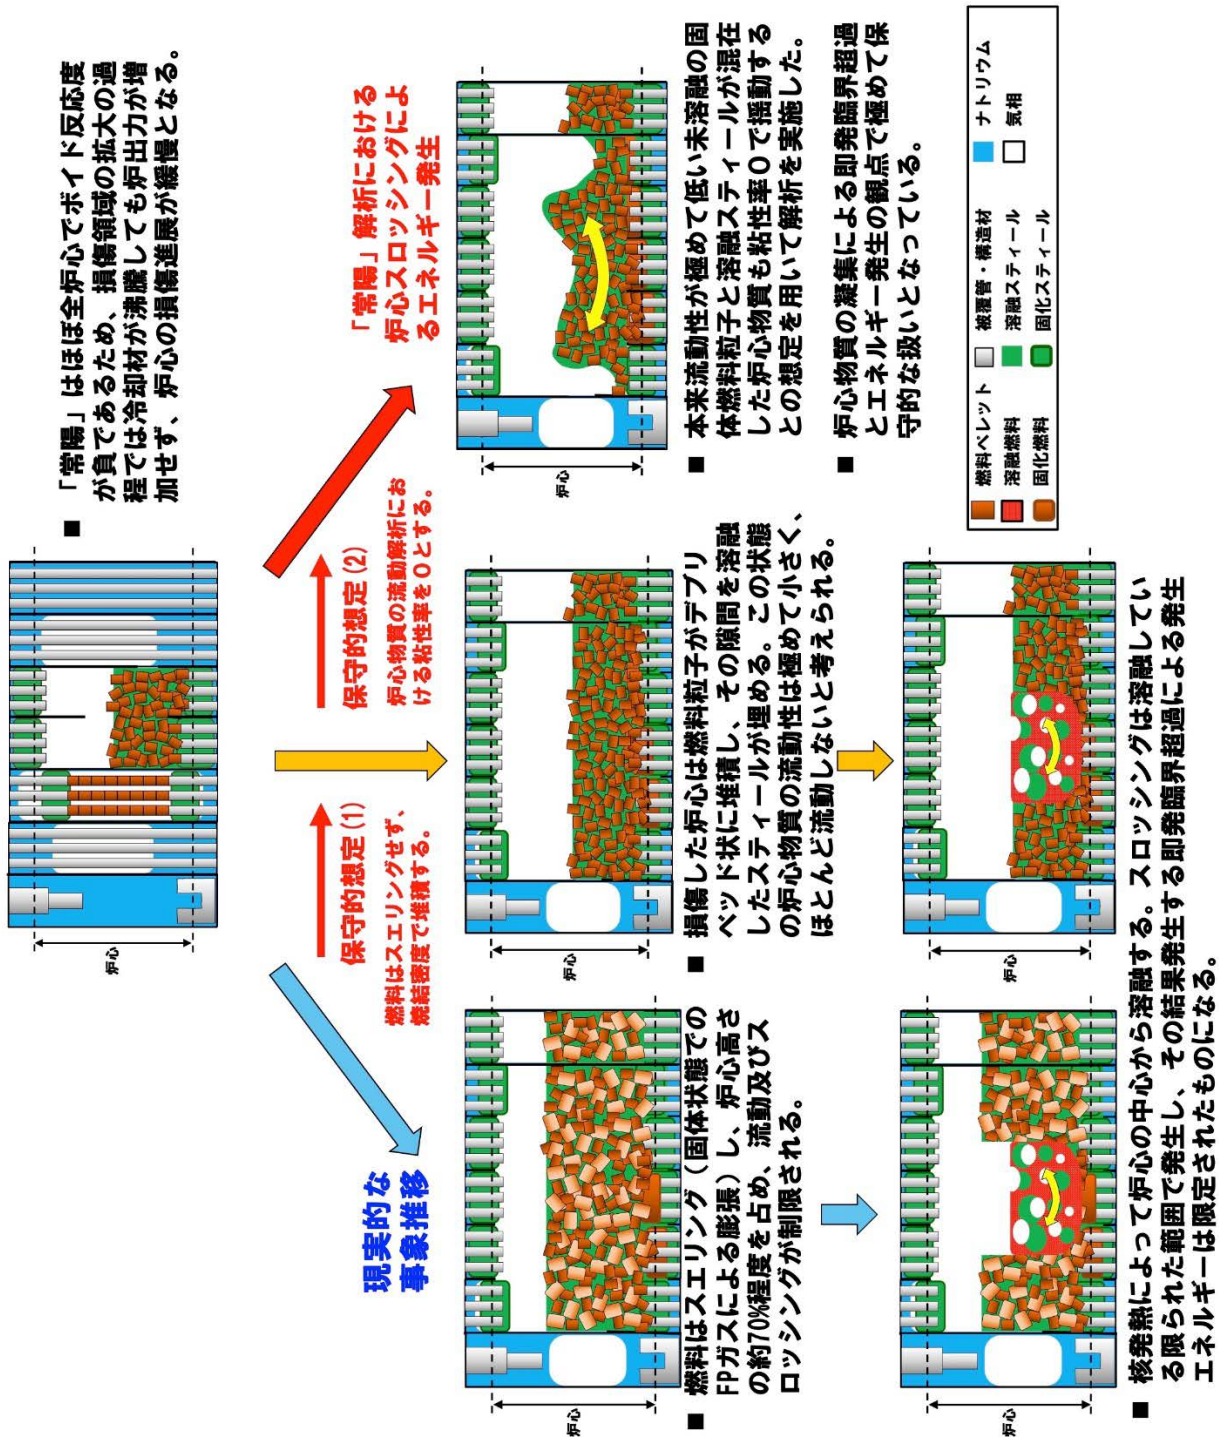 ■ 「常陽」はほぼ全炉心でボイド反応度
が負であるため、損傷領域の拡大の過
程では冷却材が沸騰しても炉出力が増
加せず、炉心の損傷進展が緩慢となる。
炉心
現実的な
事象推移
保守的想定(1)
燃料はスエリングせず、
焼結密度で堆積する。
保守的想定(2)
炉心物質の流動解析にお
ける粘性率を0とする。
「常陽」解析における
炉心スロッシングによ
るエネルギー発生
炉心
■ 燃料はスエリング(固体状態での
FPガスによる膨張)し、炉心高さ
の約70%程度を占め、流動及びス
ロッシングが制限される。
炉心
■ 損傷した炉心は燃料粒子がデブリ
ベッド状に堆積し、その隙間を溶融
したスティールが埋める。この状態
の炉心物質の流動性は極めて小さく、
ほとんど流動しないと考えられる。
炉心
■ 本来流動性が極めて低い未溶融の固
体燃料粒子と溶融スティールが混在
した炉心物質も粘性率0で揺動する
との想定を用いて解析を実施した。
■ 炉心物質の凝集による即発臨界超過
とエネルギー発生の観点で極めて保
守的な扱いとなっている。
炉心
炉心
■ 核発熱によって炉心の中心から溶融する。スロッシングは溶融してい
る限られた範囲で発生し、その結果発生する即発臨界超過による発生
エネルギーは限定されたものになる。
燃料ペレット 被覆管・構造材 ナトリウム
溶融燃料 溶融スティール 気相
固化燃料 固化スティール